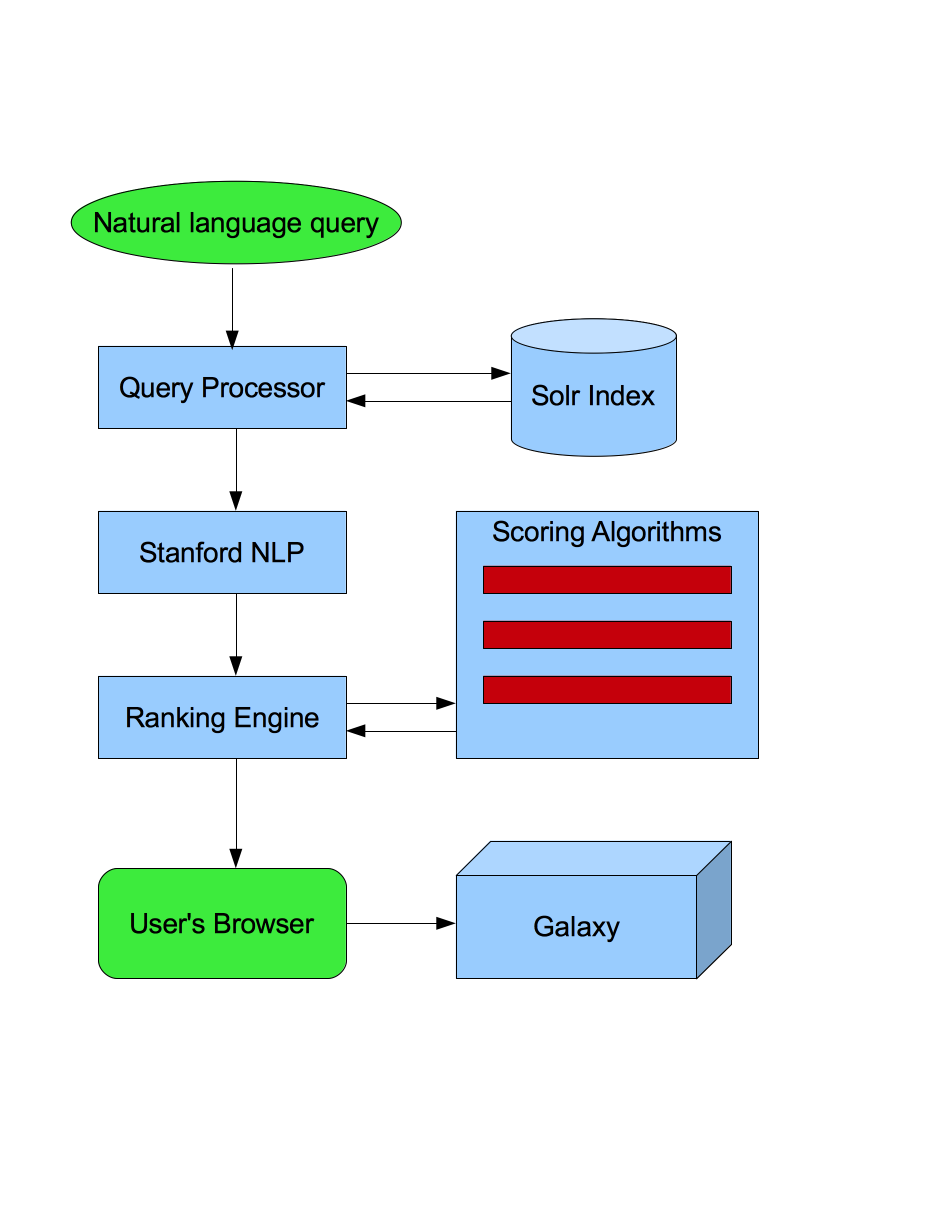 Natural language query
Query Processor
Solr Index
Stanford NLP
Scoring Algorithms
Ranking Engine
User's Browser
Galaxy